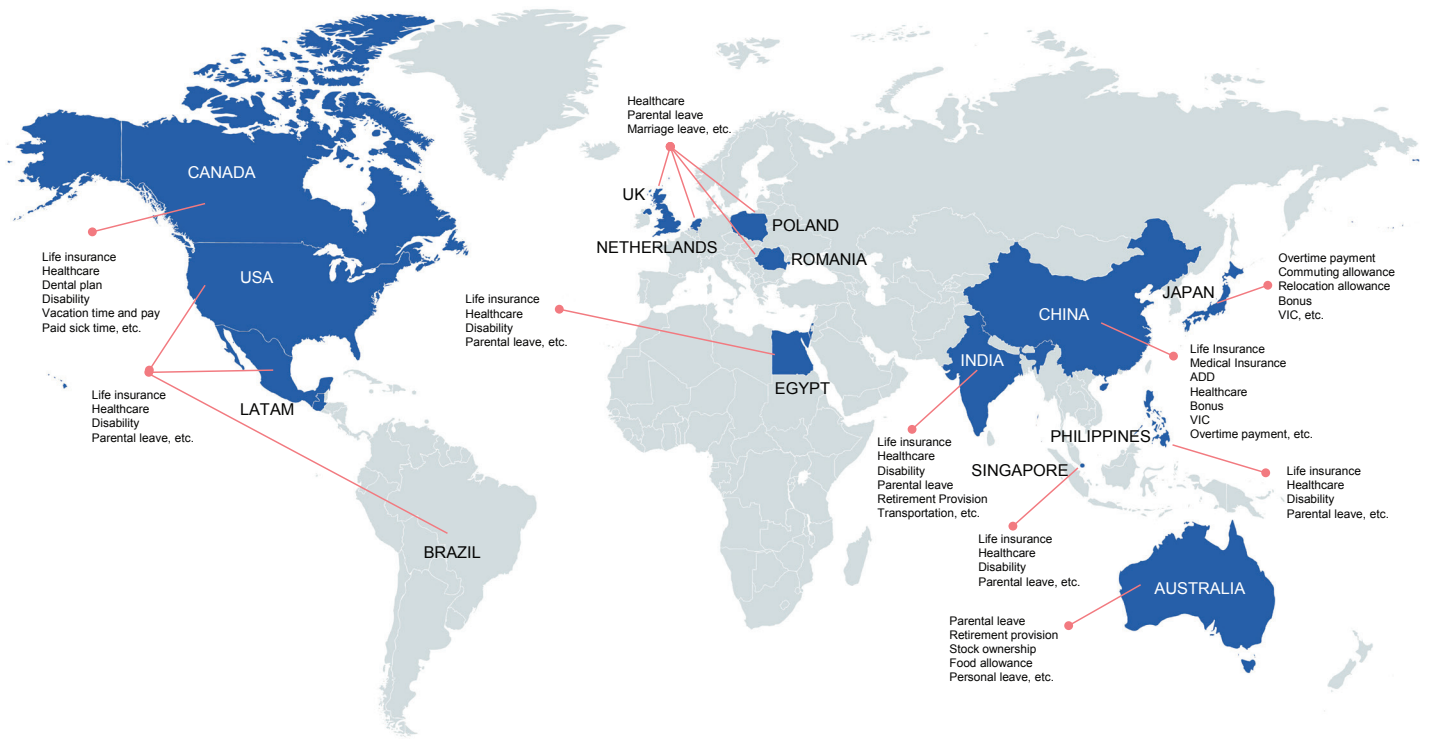 CANADA
Life insurance
Healthcare
Dental plan
Disability
Vacation time and pay
Paid sick time, etc.
USA
Life insurance
Healthcare
Disability
Parental leave, etc.
LATAM
BRAZIL
Healthcare
Parental leave
Marriage leave, etc.
UK
NETHERLANDS
POLAND
ROMANIA
Life insurance
Healthcare
Disability
Parental leave, etc.
EGYPT
INDIA
Life insurance
Healthcare
Disability
Parental leave
Retirement Provision
Transportation, etc.
CHINA
Life Insurance
Medical Insurance
ADD
Healthcare
Bonus
VIC
Overtime payment, etc.
JAPAN
Overtime payment
Commuting allowance
Relocation allowance
Bonus
VIC, etc.
PHILIPPINES
Life insurance
Healthcare
Disability
Parental leave, etc.
SINGAPORE
Life insurance
Healthcare
Disability
Parental leave, etc.
AUSTRALIA
Parental leave
Retirement provision
Stock ownership
Food allowance
Personal leave, etc.